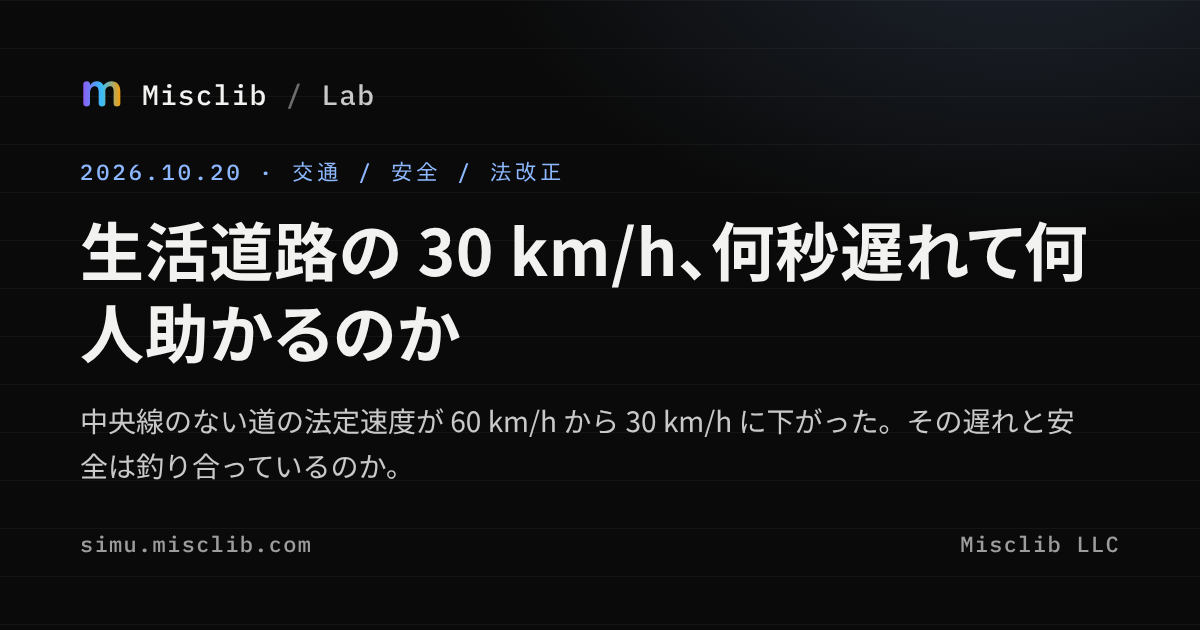 m Misclib / Lab
2026.10.20 · 交通 / 安全 / 法改正
生活道路の 30 km/h、何秒遅れて何
人助かるのか
中央線のない道の法定速度が 60 km/h から 30 km/h に下がった。その遅れと安
全は釣り合っているのか。
simu.misclib.com
Misclib LLC